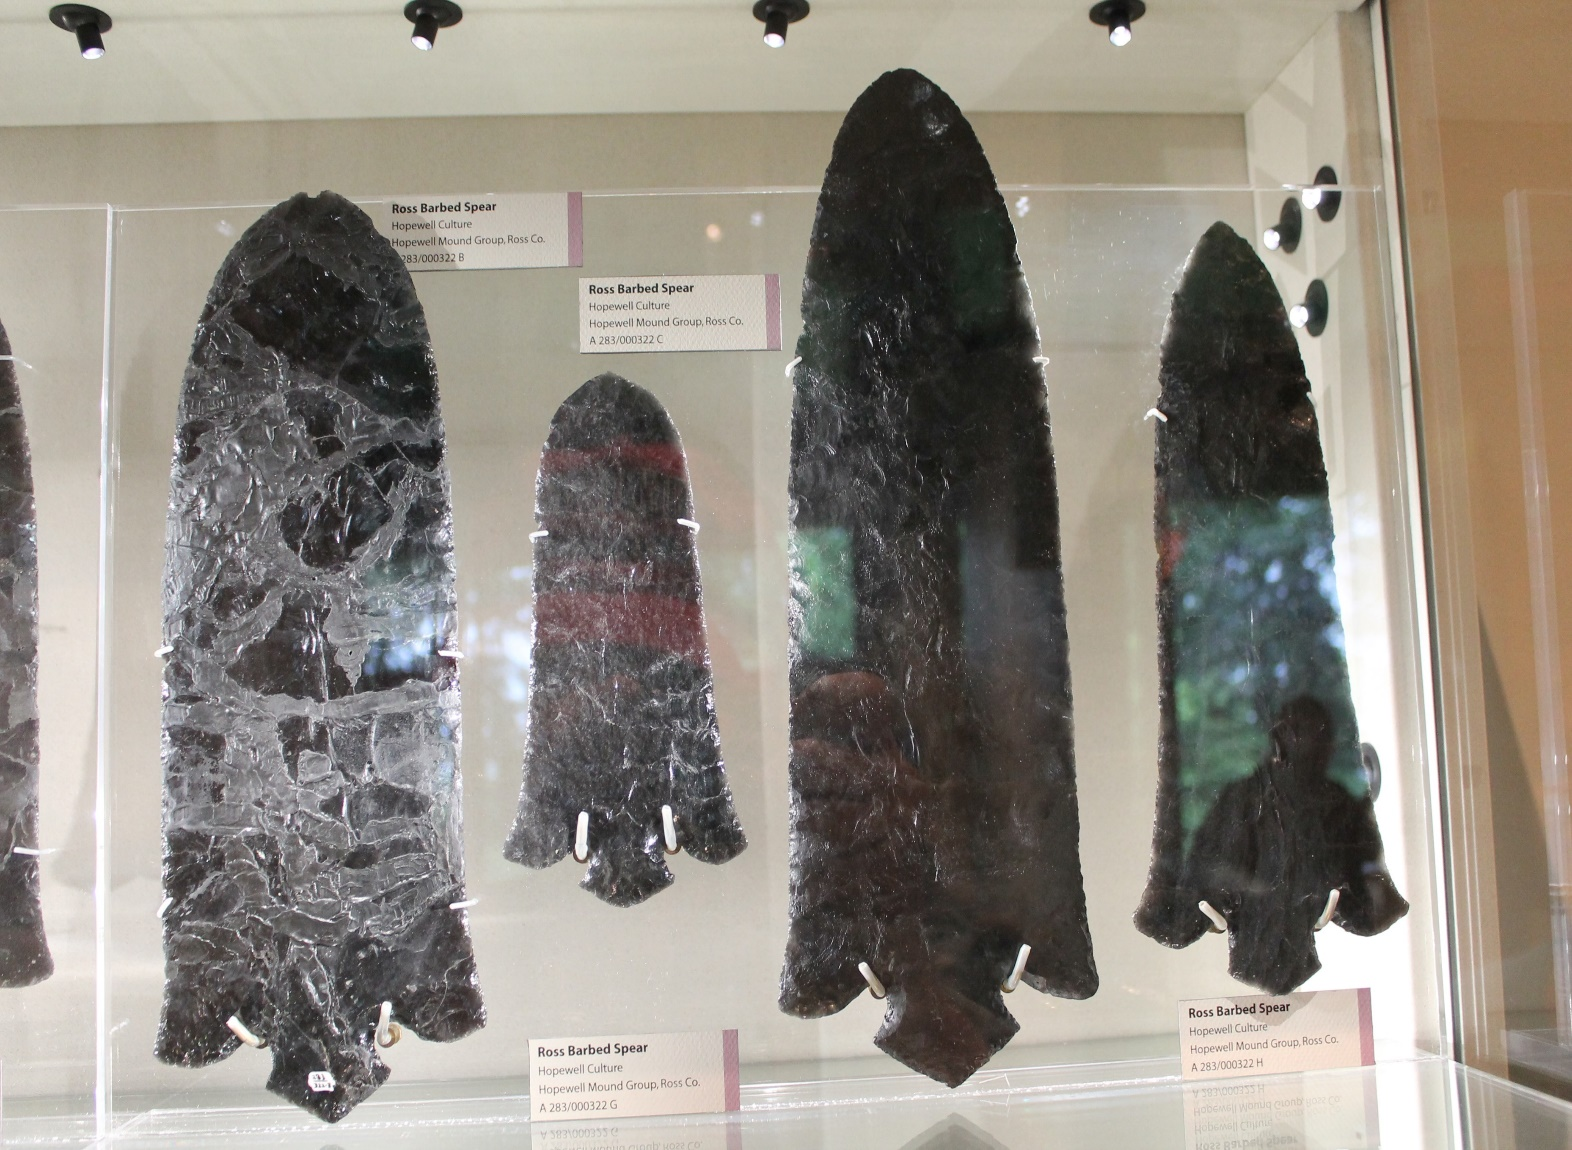 Ross Barbed Spear
Hopewell Culture
Hopewell Mound Group, Ross Co.
283/000322 B
Ross Barbed Spear
Hopewell Culture
Hopewell Mound Group, Ross Co.
A 283/000322 C
Ross Barbed Spear
Hopewell Culture
Hopewell Mound Group, Ross Co.
A 283/000322 G
Ross Barbed Spear
Hopewell Culture
Hopewell Mound Group, Ross Co.
A 283/000322 H